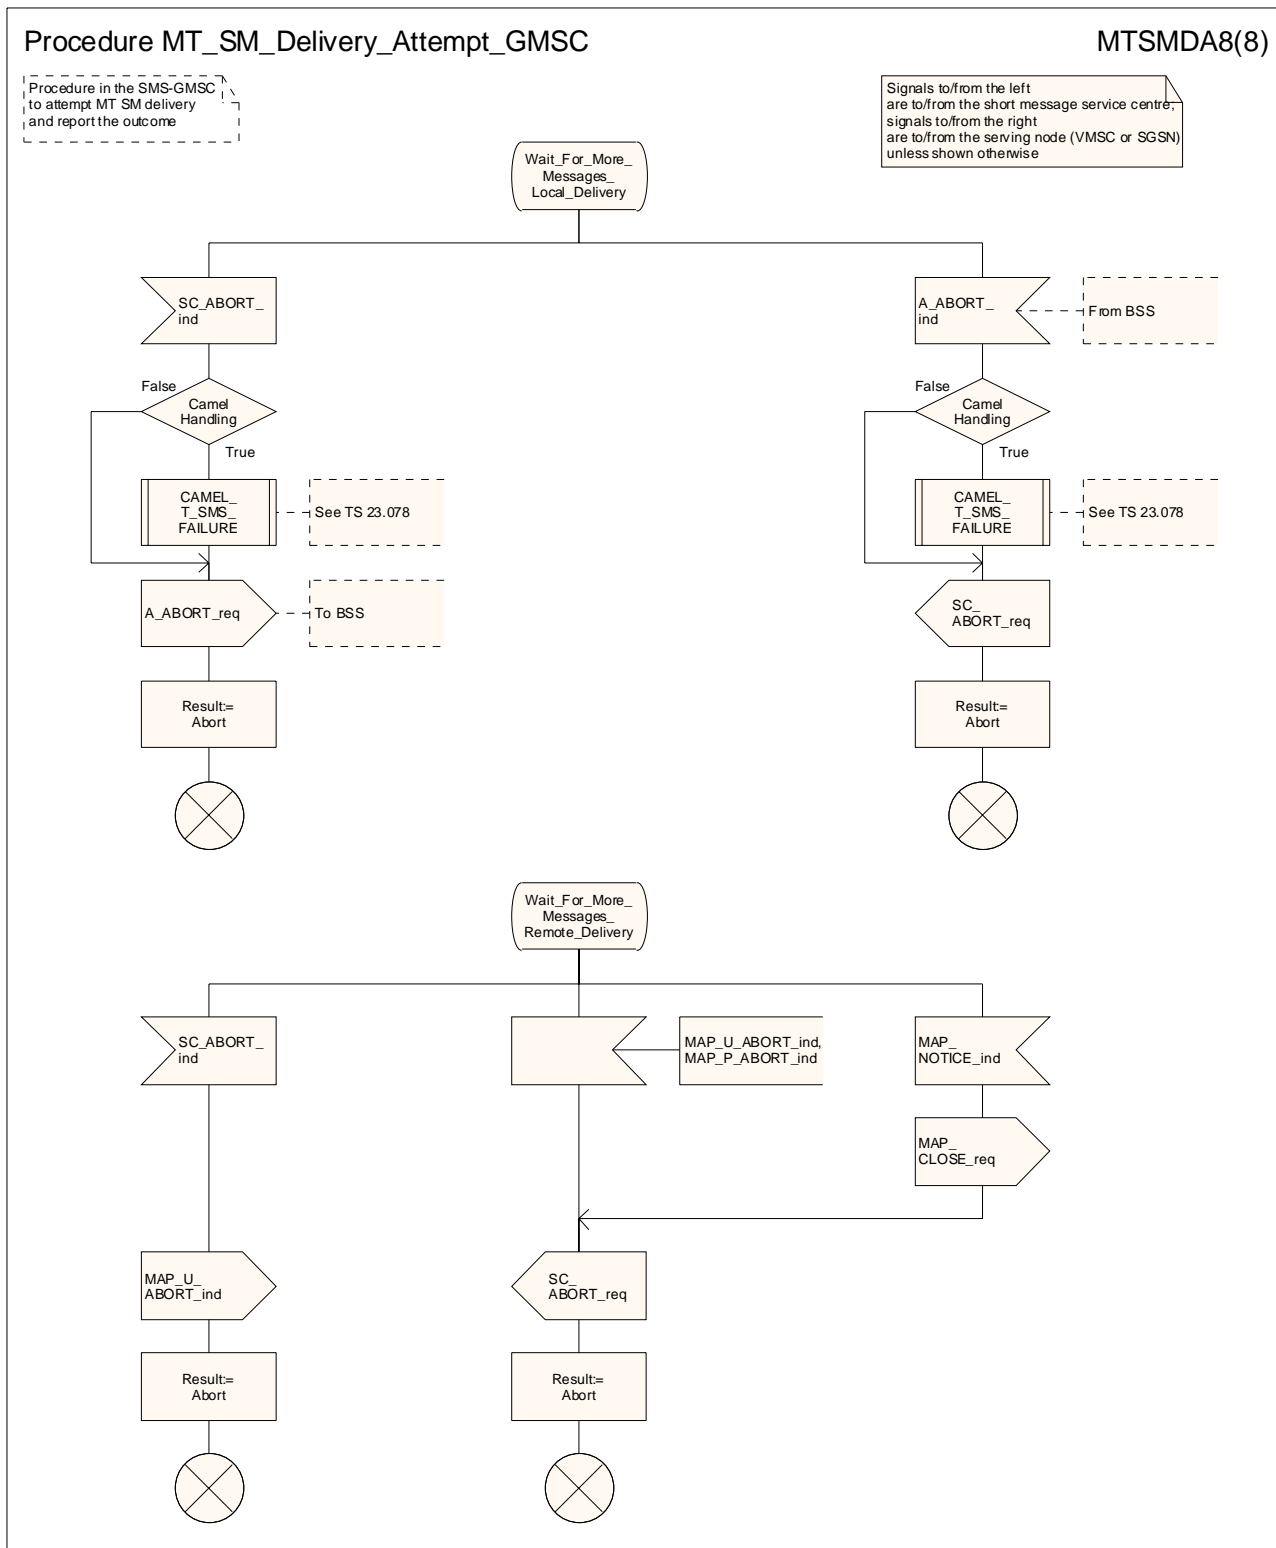 Procedure MT_SM_Delivery_Attempt_GMSC
MTSMDA8(8)
Procedure in the SMS-GMSC
to attempt MT SM delivery
and report the outcome
Signals to/from the left
are to/from the short message service centre;
signals to/from the right
are to/from the serving node (VMSC or SGSN)
unless shown otherwise
Wait_For_More_
Messages_
Local_Delivery
SC_ABORT_
ind
A_ABORT_
ind
From BSS
False
Camel
Handling
True
False
Camel
Handling
True
CAMEL_
T_SMS_
FAILURE
See TS 23.078
CAMEL_
T_SMS_
FAILURE
See TS 23.078
A_ABORT_req
To BSS
SC_
ABORT_req
Result:=
Abort
Result:=
Abort
Wait_For_More_
Messages_
Remote_Delivery
SC_ABORT_
ind
MAP_U_ABORT_ind,
MAP_P_ABORT_ind
MAP_
NOTICE_ind
MAP_
CLOSE_req
MAP_U_
ABORT_ind
SC_
ABORT_req
Result:=
Abort
Result:=
Abort